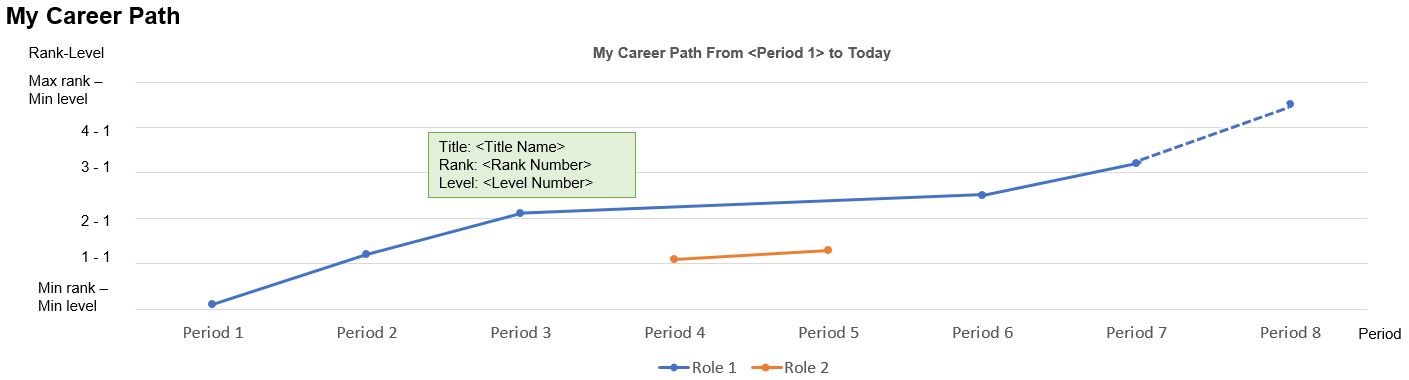 My Career Path
Rank-Level
My Career Path From <Period 1> to Today
Max rank –
Min level
4 - 1
3 - 1
2 - 1
1 - 1
Min rank –
Min level
Title: <Title Name>
Rank: <Rank Number>
Level: <Level Number>
Period 1 Period 2 Period 3 Period 4 Period 5 Period 6 Period 7 Period 8 Period
Role 1 Role 2